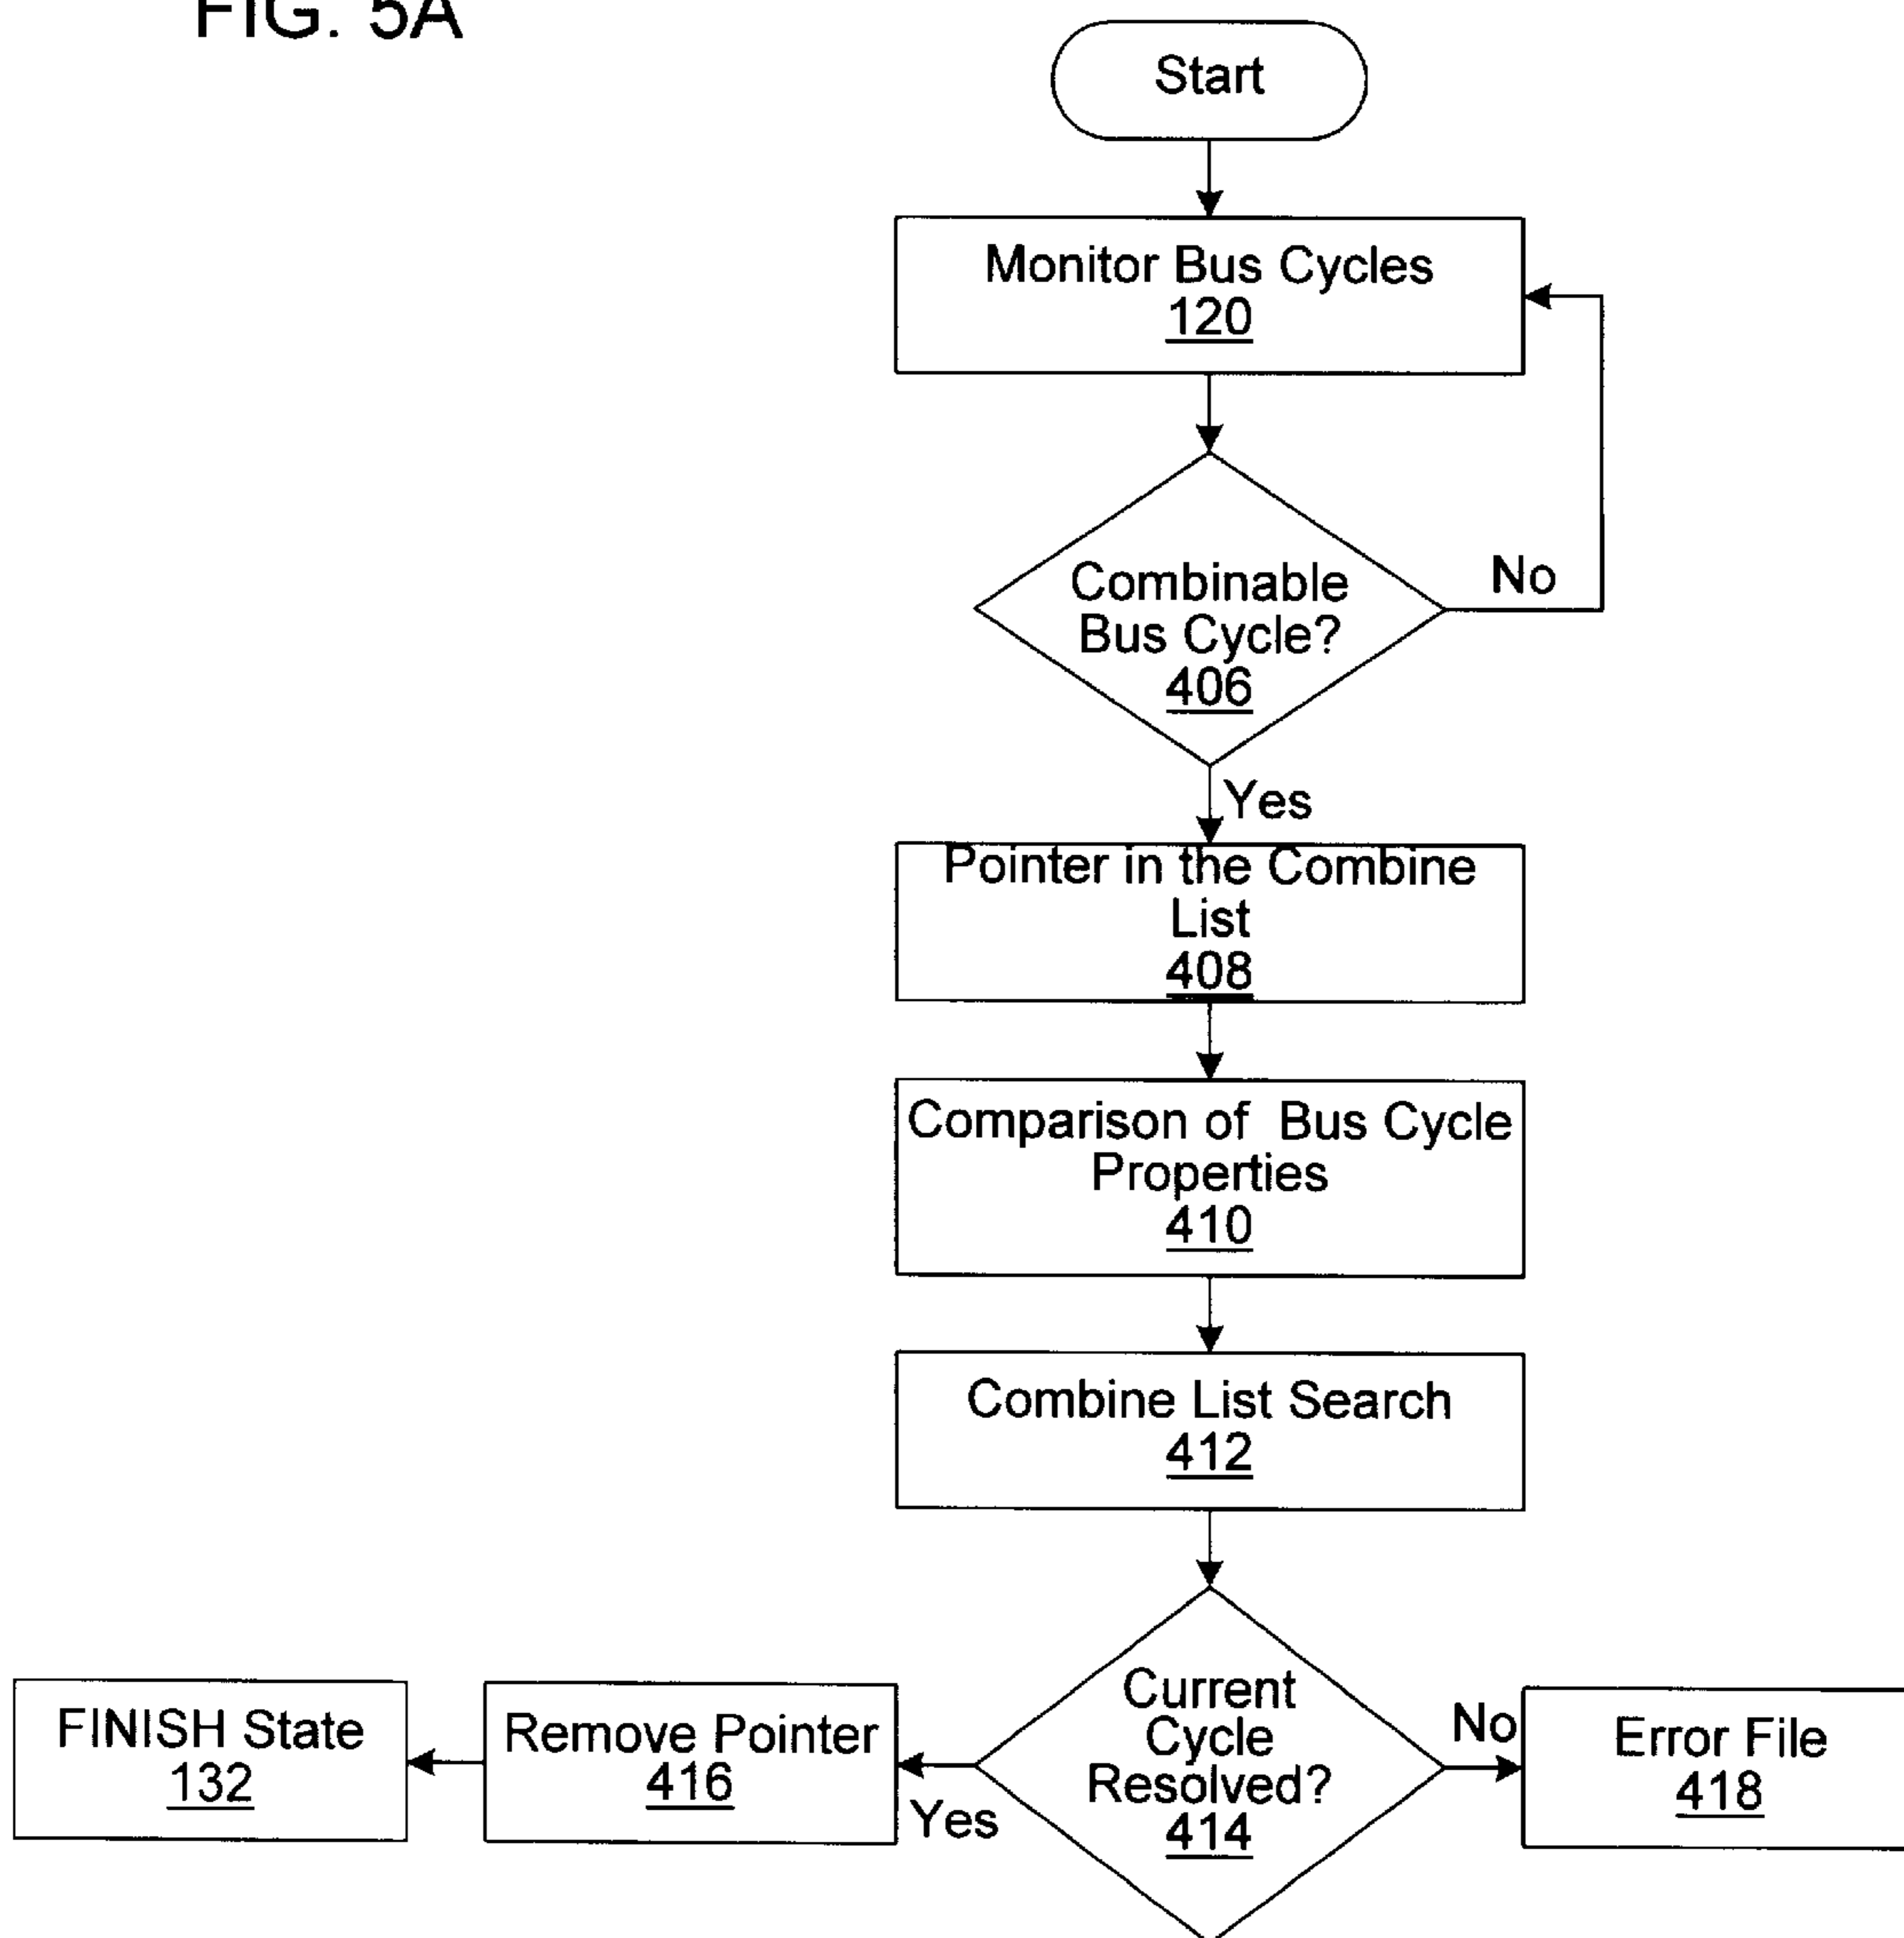 FIG. 5A
Start
Monitor Bus Cycles
120
Combinable
Bus Cycle?
406
No
Yes
Pointer in the Combine
List
408
Comparison of Bus Cycle
Properties
410
Combine List Search
412
Current
Cycle
Resolved?
414
Yes
No
Remove Pointer
416
FINISH State
132
Error File
418